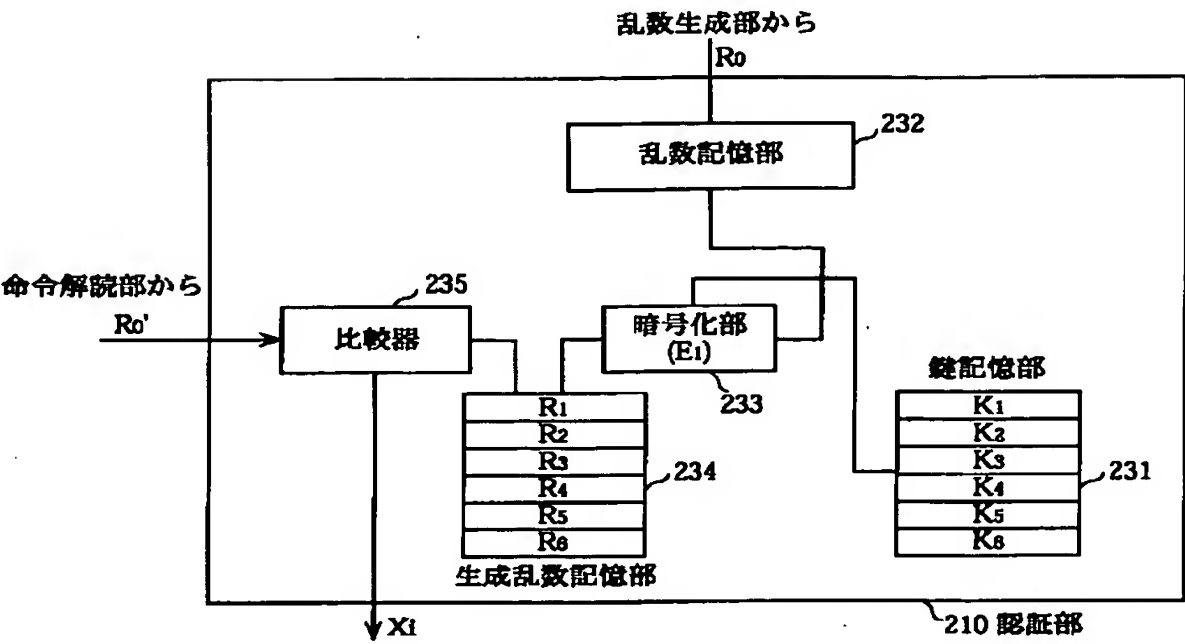 乱数生成部から
R0
232
乱数記憶部
命令解読部から
R0'
235
比較器
暗号化部
(E1)
233
鍵記憶部
R1
R2
R3
R4
R5
R6
234
生成乱数記憶部
K1
K2
K3
K4
K5
K6
231
Xi
210 認証部